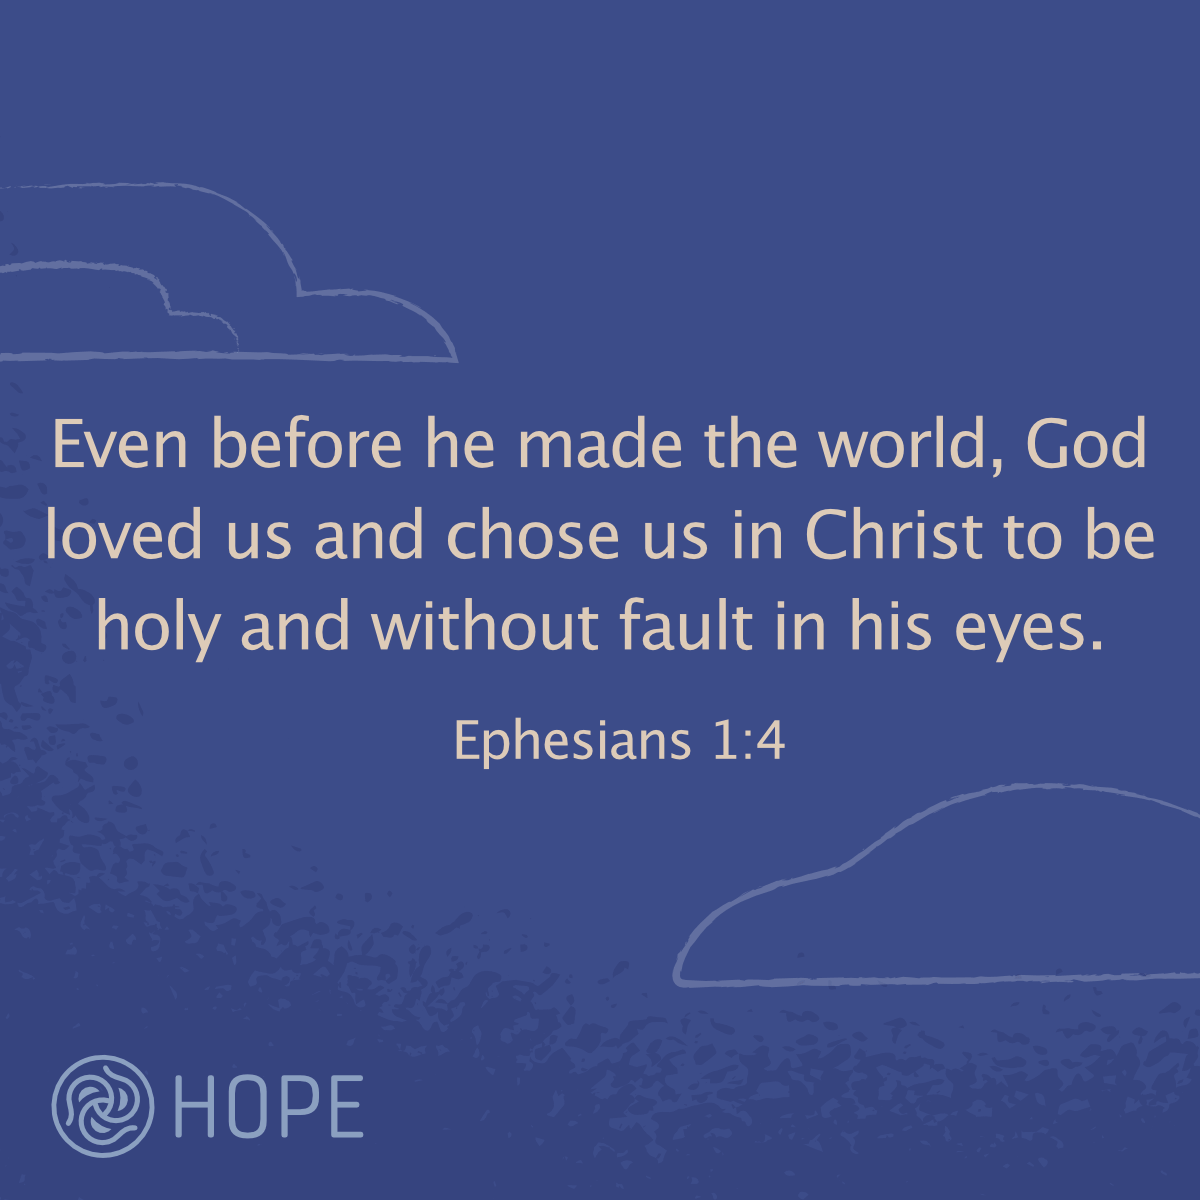 Even before he made the world, God
loved us and chose us in Christ to be
holy and without fault in his eyes.
Ephesians 1:4
HOPE